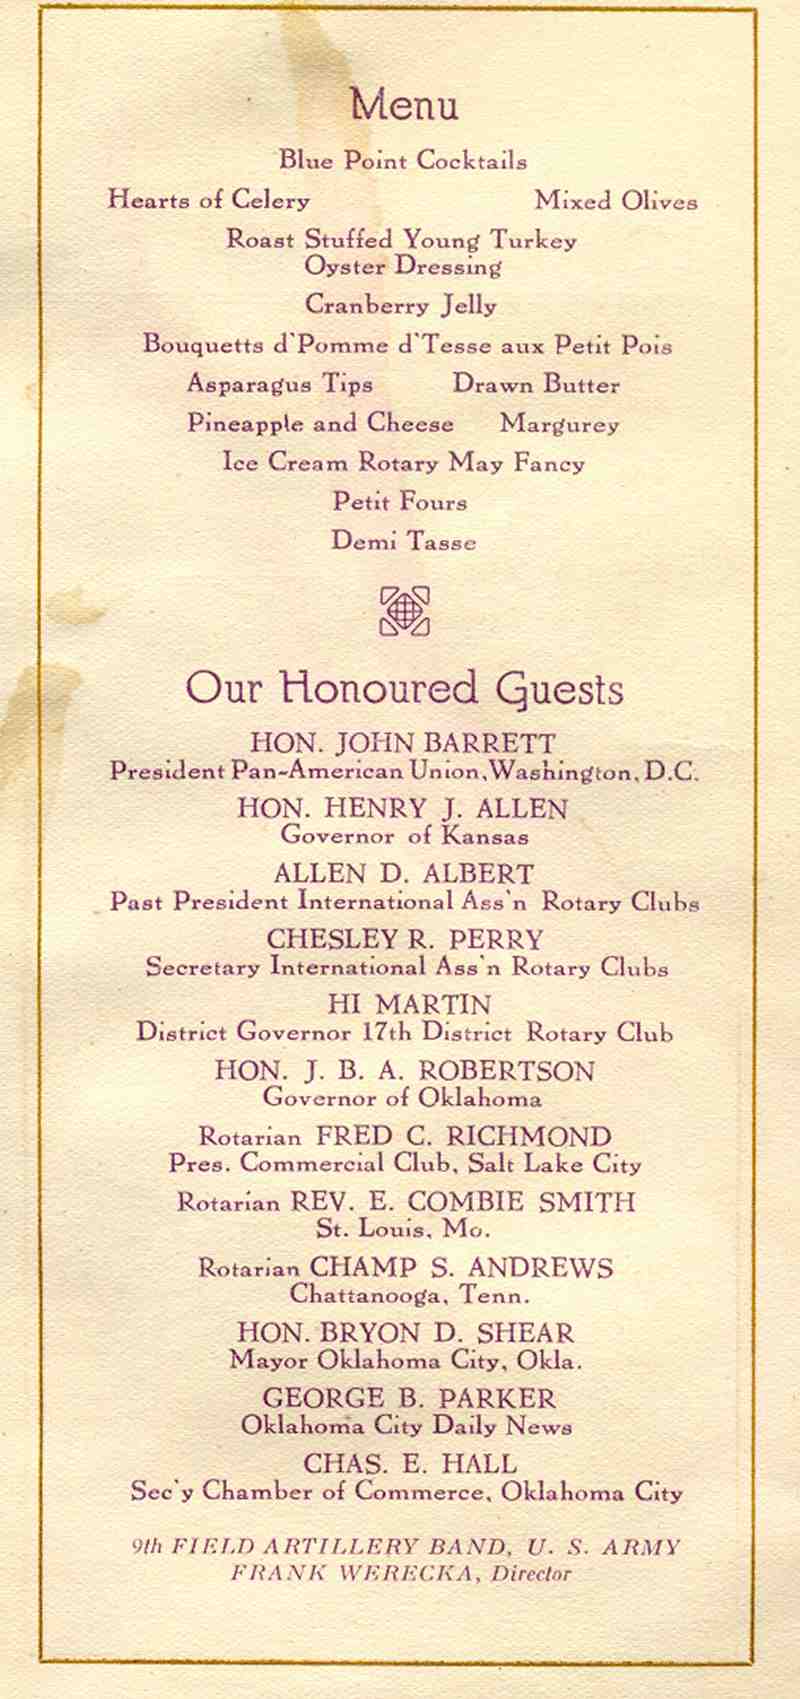 Menu
Blue Point Cocktails
Hearts of Celery Mixed Olives
Roast Stuffed Young Turkey
Oyster Dressing
Cranberry Jelly
Bouquetts d'Pomme d'Tesse aux Petit Pois
Asparagus Tips Drawn Butter
Pineapple and Cheese Margurey
Ice Cream Rotary May Fancy
Petit Fours
Demi Tasse
Our Honoured Guests
HON. JOHN BARRETT
President Pan-American Union, Washington, D.C.
HON. HENRY J. ALLEN
Governor of Kansas
ALLEN D. ALBERT
Past President International Ass'n Rotary Clubs
CHESLEY R. PERRY
Secretary International Ass'n Rotary Clubs
HI MARTIN
District Governor 17th District Rotary Club
HON. J. B. A. ROBERTSON
Governor of Oklahoma
Rotarian FRED C. RICHMOND
Pres. Commercial Club, Salt Lake City
Rotarian REV. E. COMBIE SMITH
St. Louis, Mo.
Rotarian CHAMP S. ANDREWS
Chattanooga, Tenn.
HON. BRYON D. SHEAR
Mayor Oklahoma City, Okla.
GEORGE B. PARKER
Oklahoma City Daily News
CHAS. E. HALL
Sec'y Chamber of Commerce, Oklahoma City
9th FIELD ARTILLERY BAND, U. S. ARMY
FRANK WERECKA, Director